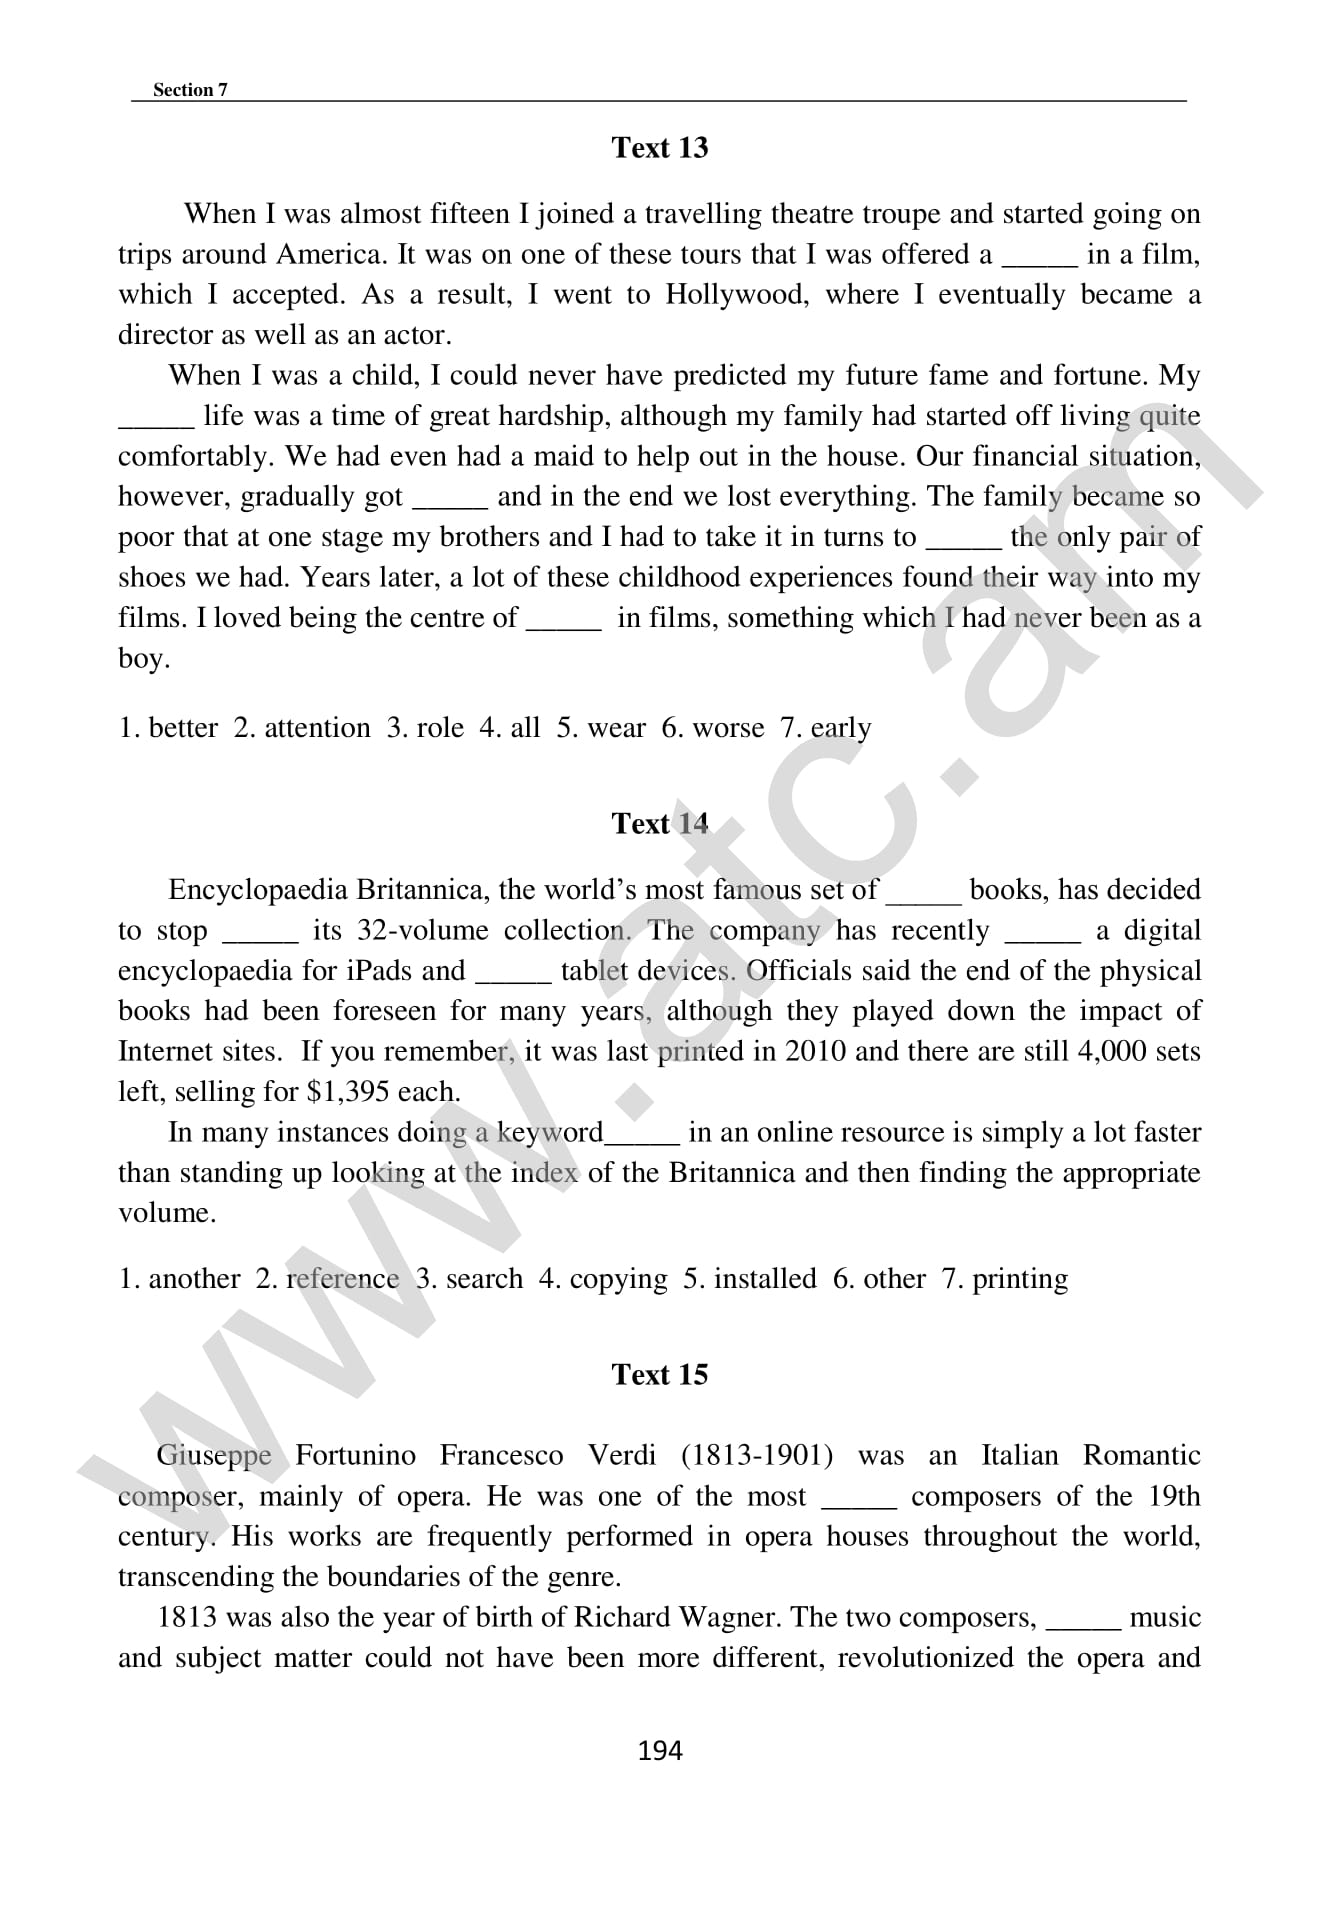 Section 7
Text 13
When I was almost fifteen I joined a travelling theatre troupe and started going on
trips around America. It was on one of these tours that I was offered a _____ in a film,
which I accepted. As a result, I went to Hollywood, where I eventually became a
director as well as an actor.
When I was a child, I could never have predicted my future fame and fortune. My
_____ life was a time of great hardship, although my family had started off living quite
comfortably. We had even had a maid to help out in the house. Our financial situation,
however, gradually got _____ and in the end we lost everything. The family became so
poor that at one stage my brothers and I had to take it in turns to _____ the only pair of
shoes we had. Years later, a lot of these childhood experiences found their way into my
films. I loved being the centre of _____ in films, something which I had never been as a
boy.
1. better 2. attention 3. role 4. all 5. wear 6. worse 7. early
Text 14
Encyclopaedia Britannica, the world's most famous set of _____ books, has decided
to stop _____ its 32-volume collection. The company has recently _____ a digital
encyclopaedia for iPads and _____ tablet devices. Officials said the end of the physical
books had been foreseen for many years, although they played down the impact of
Internet sites. If you remember, it was last printed in 2010 and there are still 4,000 sets
left, selling for $1,395 each.
In many instances doing a keyword_____ in an online resource is simply a lot faster
than standing up looking at the index of the Britannica and then finding the appropriate
volume.
1. another 2. reference 3. search 4. copying 5. installed 6. other 7. printing
Text 15
Giuseppe Fortunino Francesco Verdi (1813-1901) was an Italian Romantic
composer, mainly of opera. He was one of the most _____ composers of the 19th
century. His works are frequently performed in opera houses throughout the world,
transcending the boundaries of the genre.
1813 was also the year of birth of Richard Wagner. The two composers, _____ music
and subject matter could not have been more different, revolutionized the opera and
194
www.atc.am